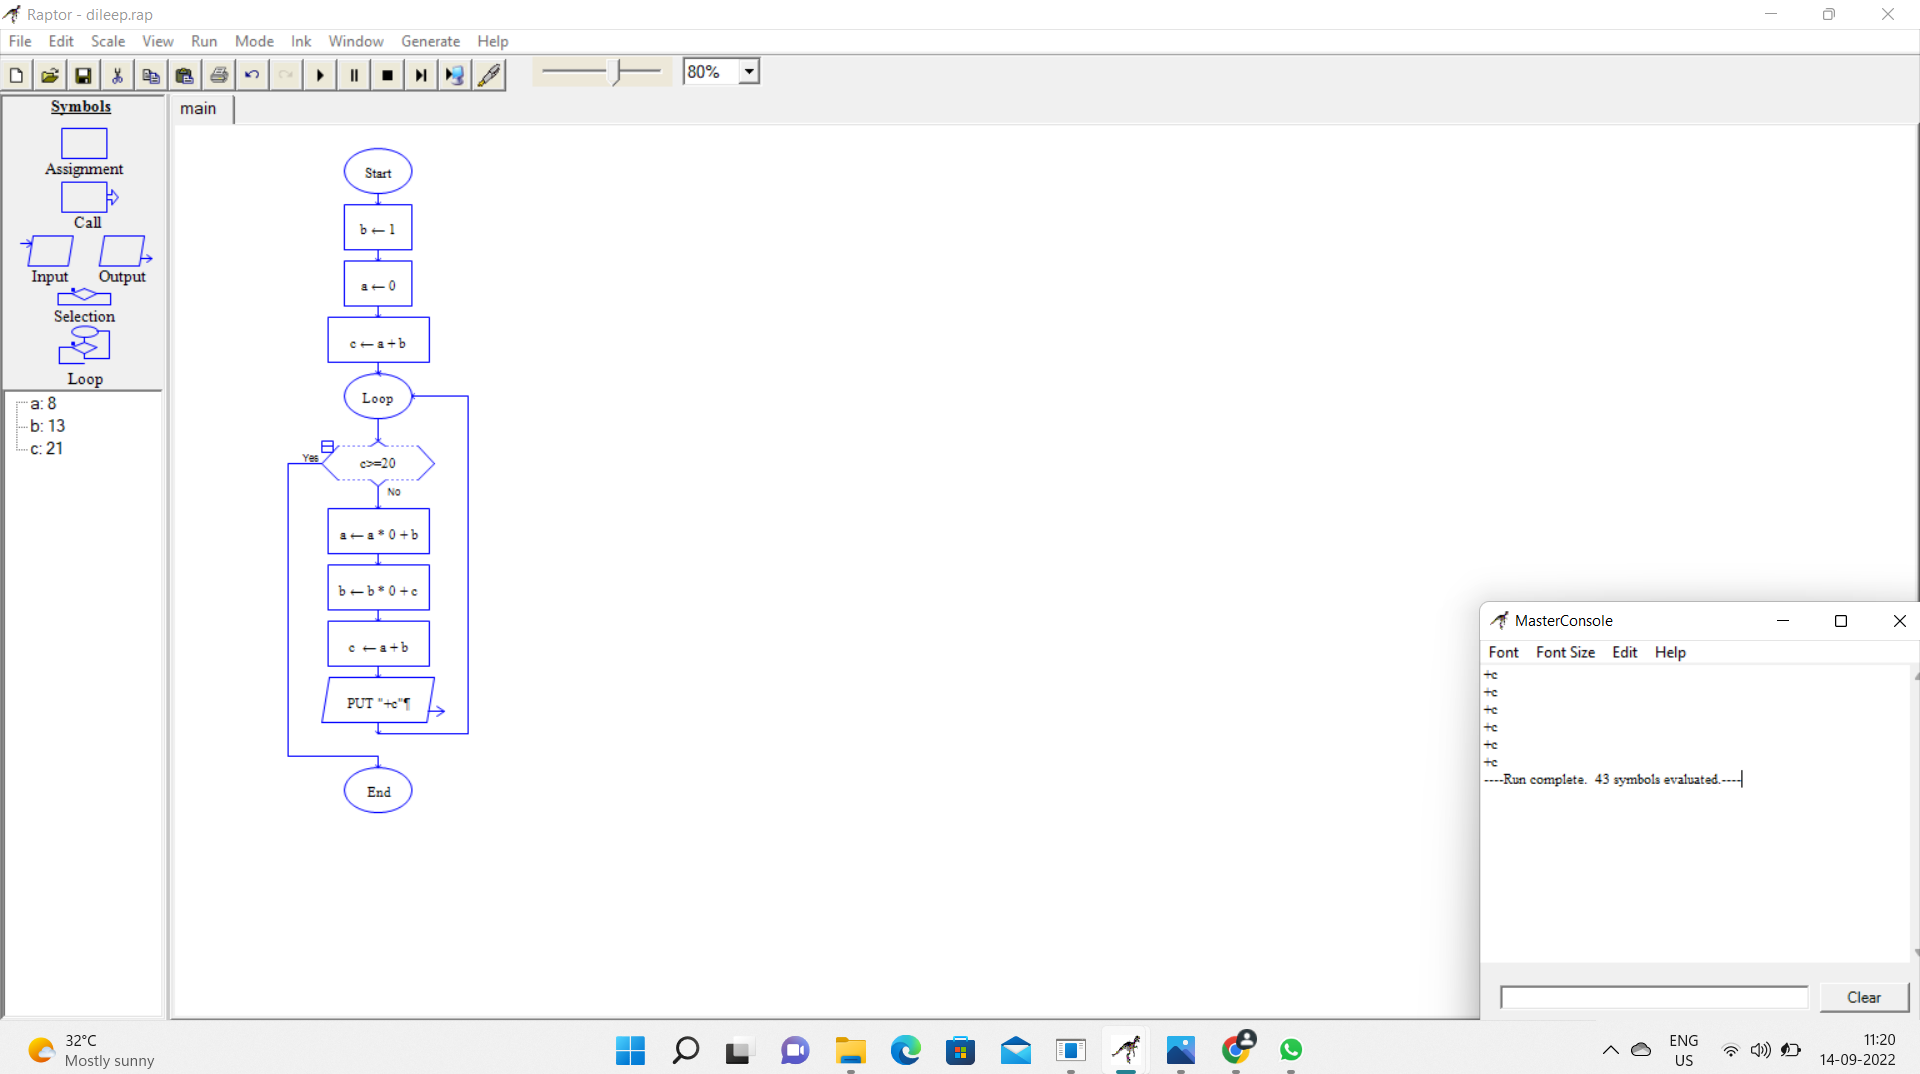 Raptor - dileep.rap
File Edit Scale View Run Mode Ink Window Generate Help
80%
Symbols
main
Assignment
Call
Input Output
Selection
Loop
a: 8
b: 13
c: 21
Start
b ← 1
a ← 0
c ← a + b
Loop
Yes
c>=20
No
a ← a * 0 + b
b ← b * 0 + c
c ← a + b
PUT "+c"¶
End
MasterConsole
Font Font Size Edit Help
+c
+c
+c
+c
+c
+c
----Run complete. 43 symbols evaluated.----
Clear
32°C
Mostly sunny
ENG
US
11:20
14-09-2022